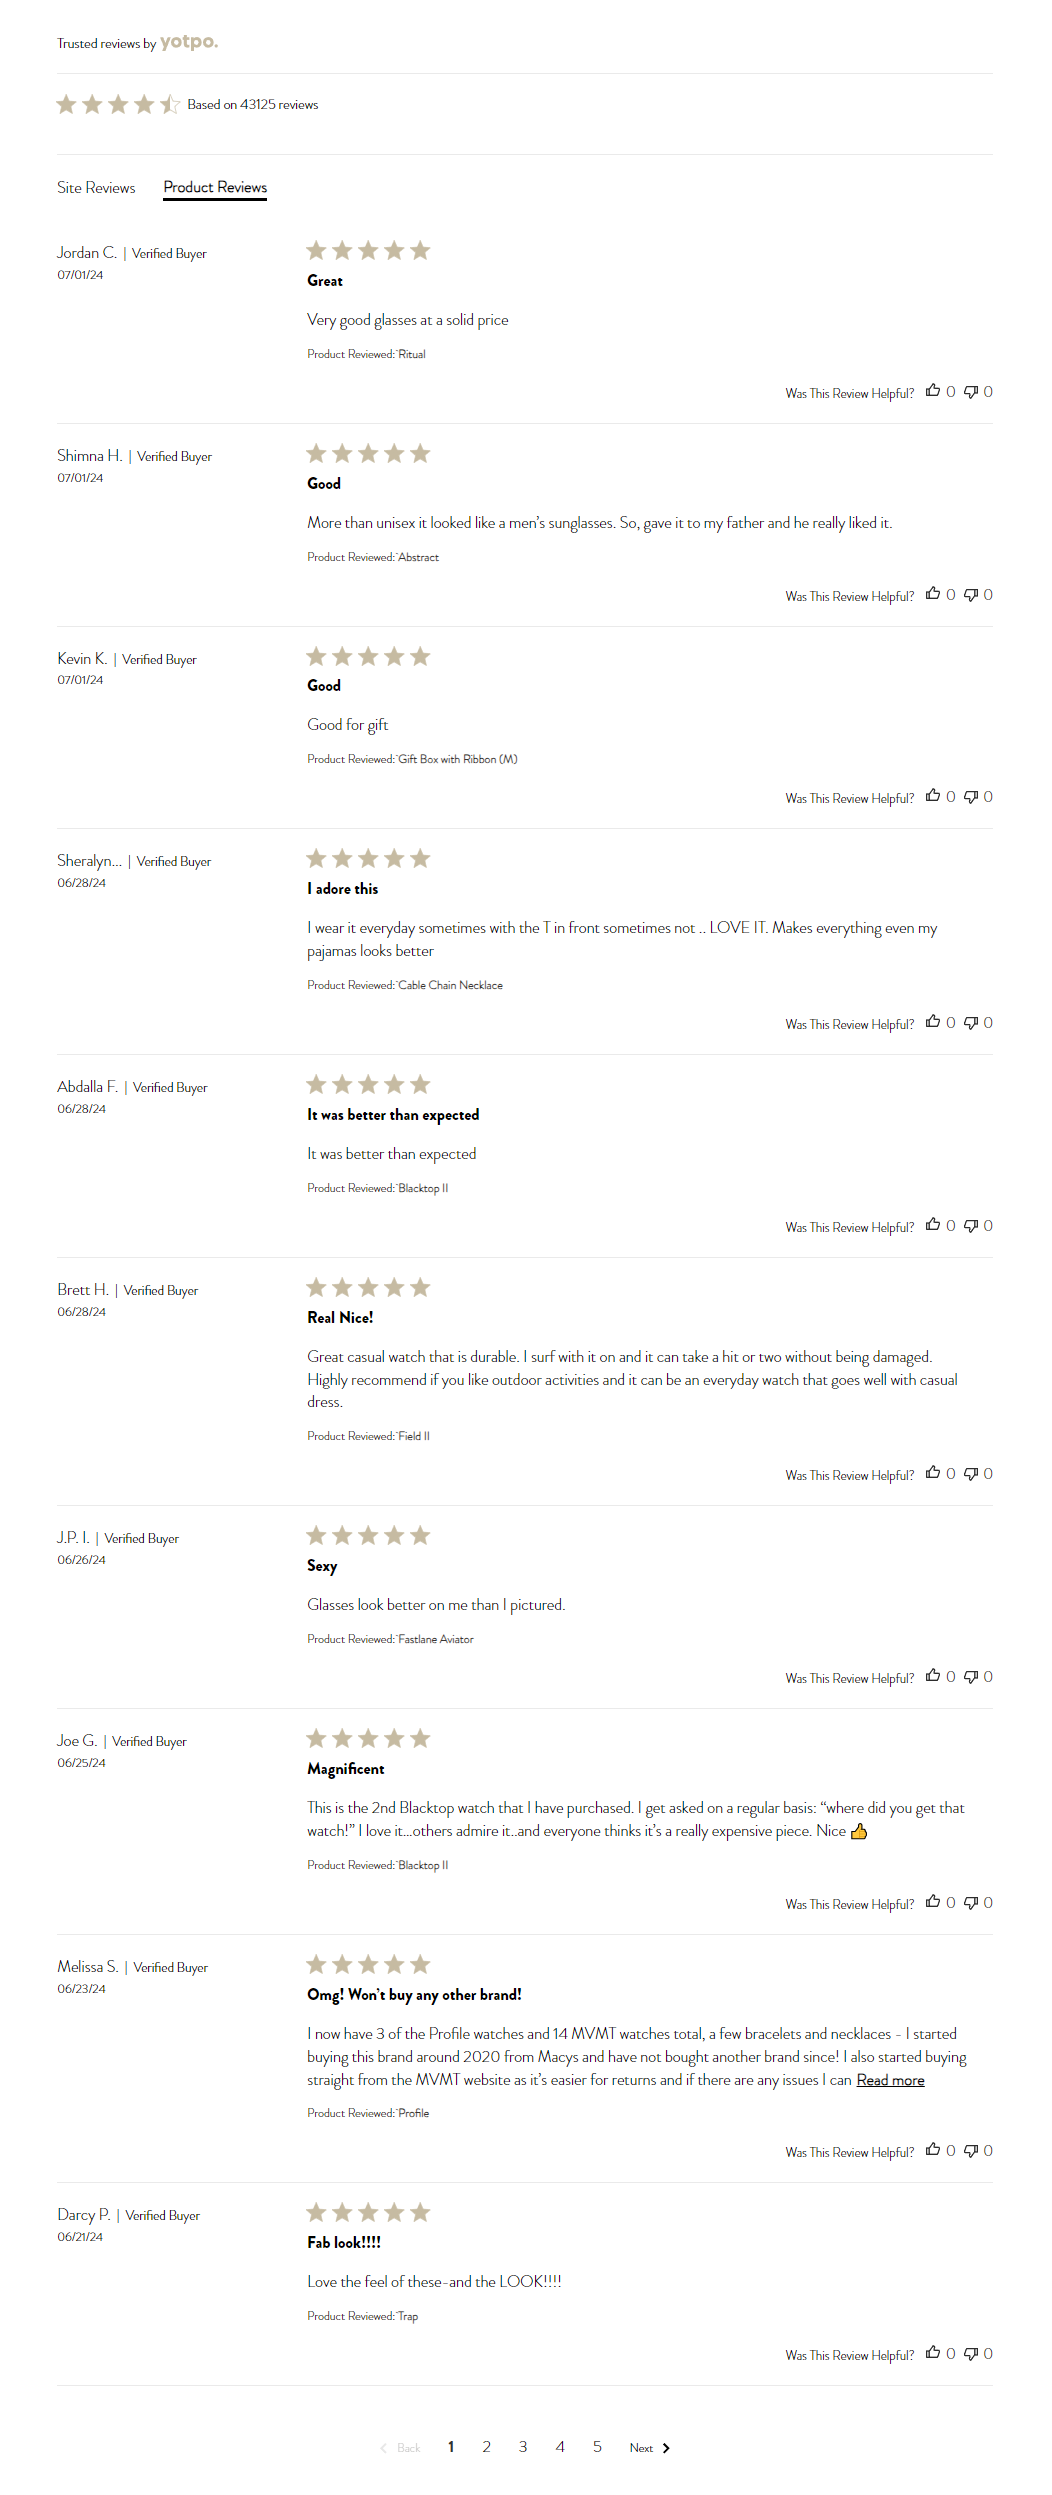 Trusted reviews by yotpo.
Based on 43125 reviews
Site Reviews Product Reviews
Jordan C. | Verified Buyer
07/01/24
Great
Very good glasses at a solid price
Product Reviewed: Ritual
Was This Review Helpful? 0 0
Shimna H. | Verified Buyer
07/01/24
Good
More than unisex it looked like a men’s sunglasses. So, gave it to my father and he really liked it.
Product Reviewed: Abstract
Was This Review Helpful? 0 0
Kevin K. | Verified Buyer
07/01/24
Good
Good for gift
Product Reviewed: Gift Box with Ribbon (M)
Was This Review Helpful? 0 0
Sheralyn... | Verified Buyer
06/28/24
I adore this
I wear it everyday sometimes with the T in front sometimes not .. LOVE IT. Makes everything even my
pajamas looks better
Product Reviewed: Cable Chain Necklace
Was This Review Helpful? 0 0
Abdalla F. | Verified Buyer
06/28/24
It was better than expected
It was better than expected
Product Reviewed: Blacktop II
Was This Review Helpful? 0 0
Brett H. | Verified Buyer
06/28/24
Real Nice!
Great casual watch that is durable. I surf with it on and it can take a hit or two without being damaged.
Highly recommend if you like outdoor activities and it can be an everyday watch that goes well with casual
dress.
Product Reviewed: Field II
Was This Review Helpful? 0 0
J.P. I. | Verified Buyer
06/26/24
Sexy
Glasses look better on me than I pictured.
Product Reviewed: Fastlane Aviator
Was This Review Helpful? 0 0
Joe G. | Verified Buyer
06/25/24
Magnificent
This is the 2nd Blacktop watch that I have purchased. I get asked on a regular basis: “where did you get that
watch!” I love it...others admire it..and everyone thinks it’s a really expensive piece. Nice 👍
Product Reviewed: Blacktop II
Was This Review Helpful? 0 0
Melissa S. | Verified Buyer
06/23/24
Omg! Won’t buy any other brand!
I now have 3 of the Profile watches and 14 MVMT watches total, a few bracelets and necklaces - I started
buying this brand around 2020 from Macys and have not bought another brand since! I also started buying
straight from the MVMT website as it’s easier for returns and if there are any issues I can Read more
Product Reviewed: Profile
Was This Review Helpful? 0 0
Darcy P. | Verified Buyer
06/21/24
Fab look!!!!
Love the feel of these-and the LOOK!!!!
Product Reviewed: Trap
Was This Review Helpful? 0 0
Back 1 2 3 4 5 Next